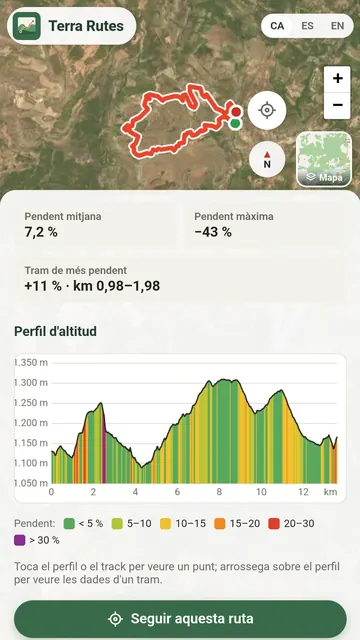 Terra Rutes
CA ES EN
+
−
N
Mapa
Pendent mitjana
7,2 %
Pendent màxima
−43 %
Tram de més pendent
+11 % · km 0,98–1,98
Perfil d'altitud
1.350 m
1.300 m
1.250 m
1.200 m
1.150 m
1.100 m
1.050 m
0 2 4 6 8 10 12 km
Pendent: < 5 % 5–10 10–15 15–20 20–30
> 30 %
Toca el perfil o el track per veure un punt; arrossega sobre el perfil
per veure les dades d'un tram.
Seguir aquesta ruta